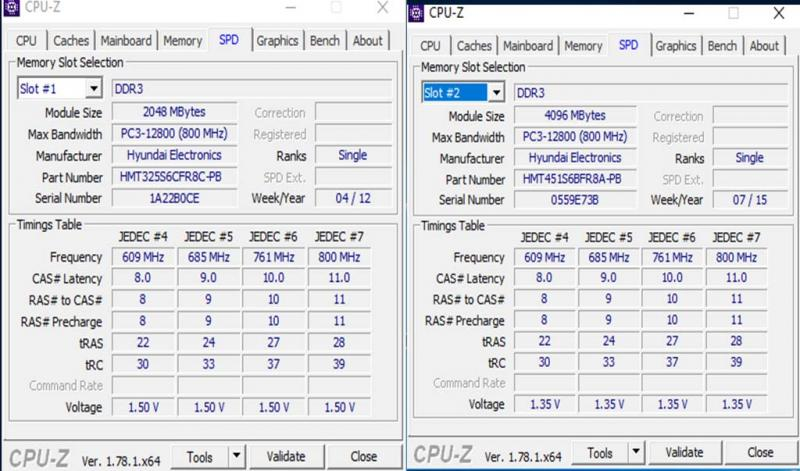 CPU-Z
CPU Caches Mainboard Memory SPD Graphics Bench About
Memory Slot Selection
Slot #1 DDR3
Module Size 2048 MBytes Correction
Max Bandwidth PC3-12800 (800 MHz) Registered
Manufacturer Hyundai Electronics Ranks Single
Part Number HMT325S6CFR8C-PB SPD Ext.
Serial Number 1A22B0CE Week/Year 04 / 12
Timings Table
JEDEC #4 JEDEC #5 JEDEC #6 JEDEC #7
Frequency 609 MHz 685 MHz 761 MHz 800 MHz
CAS# Latency 8.0 9.0 10.0 11.0
RAS# to CAS# 8 9 10 11
RAS# Precharge 8 9 10 11
tRAS 22 24 27 28
tRC 30 33 37 39
Command Rate
Voltage 1.50 V 1.50 V 1.50 V 1.50 V
CPU-Z Ver. 1.78.1.x64 Tools Validate Close
CPU-Z
CPU Caches Mainboard Memory SPD Graphics Bench About
Memory Slot Selection
Slot #2 DDR3
Module Size 4096 MBytes Correction
Max Bandwidth PC3-12800 (800 MHz) Registered
Manufacturer Hyundai Electronics Ranks Single
Part Number HMT451S6BFR8A-PB SPD Ext.
Serial Number 0559E73B Week/Year 07 / 15
Timings Table
JEDEC #4 JEDEC #5 JEDEC #6 JEDEC #7
Frequency 609 MHz 685 MHz 761 MHz 800 MHz
CAS# Latency 8.0 9.0 10.0 11.0
RAS# to CAS# 8 9 10 11
RAS# Precharge 8 9 10 11
tRAS 22 24 27 28
tRC 30 33 37 39
Command Rate
Voltage 1.35 V 1.35 V 1.35 V 1.35 V
CPU-Z Ver. 1.78.1.x64 Tools Validate Close